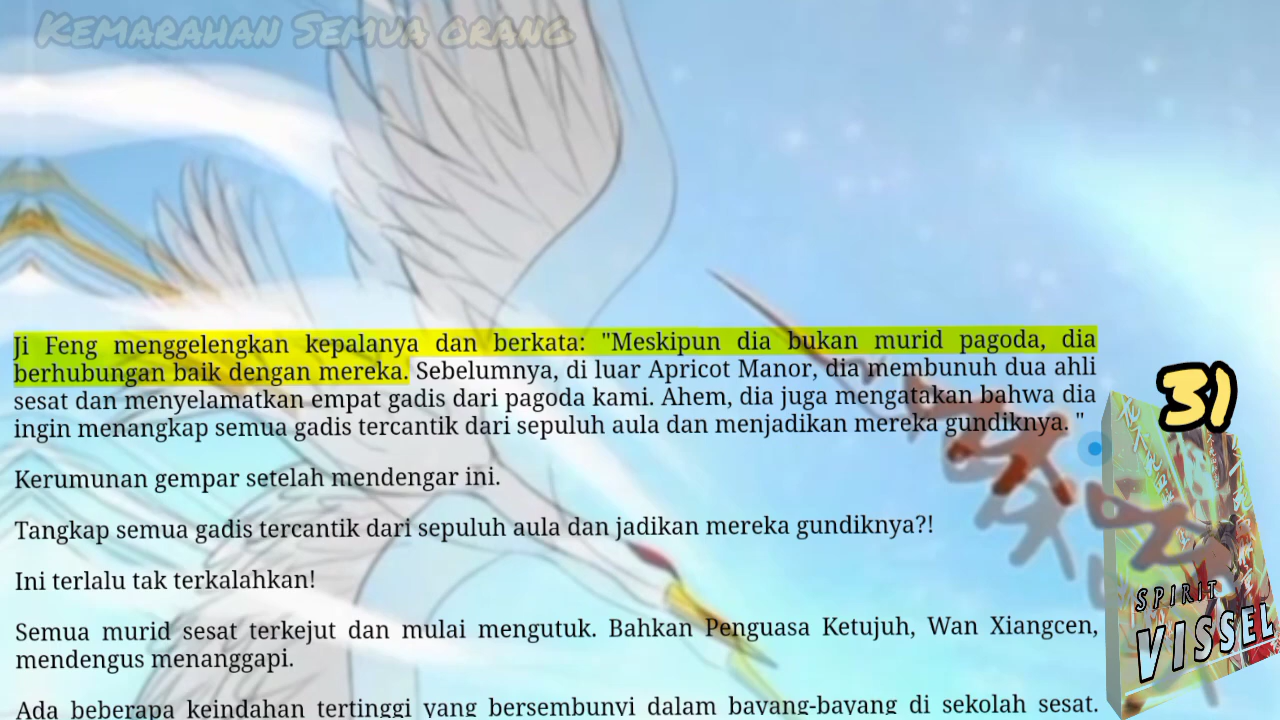 Kemarahan Semua orang
Ji Feng menggelengkan kepalanya dan berkata: "Meskipun dia bukan murid pagoda, dia
berhubungan baik dengan mereka. Sebelumnya, di luar Apricot Manor, dia membunuh dua ahli
sesat dan menyelamatkan empat gadis dari pagoda kami. Ahem, dia juga mengatakan bahwa dia
ingin menangkap semua gadis tercantik dari sepuluh aula dan menjadikan mereka gundiknya. "
Kerumunan gempar setelah mendengar ini.
Tangkap semua gadis tercantik dari sepuluh aula dan jadikan mereka gundiknya?!
Ini terlalu tak terkalahkan!
Semua murid sesat terkejut dan mulai mengutuk. Bahkan Penguasa Ketujuh, Wan Xiangcen,
mendengus menanggapi.
Ada beberapa keindahan tertinggi yang bersembunyi dalam bayang-bayang di sekolah sesat.
31
SPIRIT
VISSEL